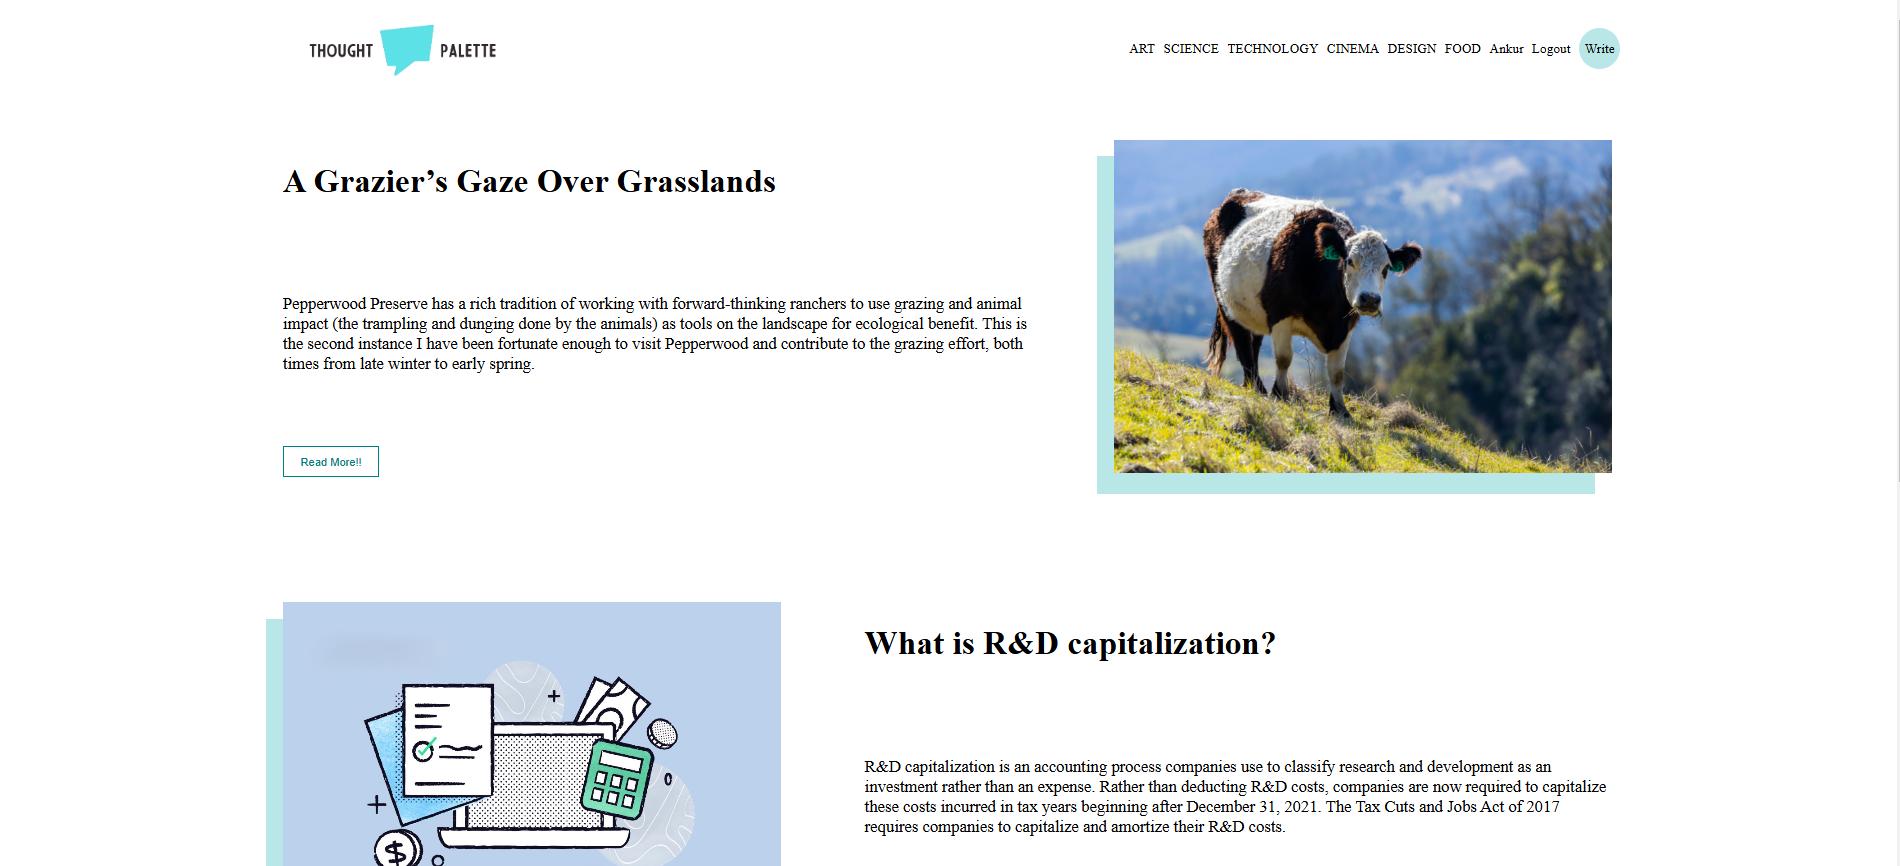 THOUGHT PALETTE
ART SCIENCE TECHNOLOGY CINEMA DESIGN FOOD Ankur Logout Write
A Grazier’s Gaze Over Grasslands
Pepperwood Preserve has a rich tradition of working with forward-thinking ranchers to use grazing and animal
impact (the trampling and dunging done by the animals) as tools on the landscape for ecological benefit. This is
the second instance I have been fortunate enough to visit Pepperwood and contribute to the grazing effort, both
times from late winter to early spring.
Read More!!
What is R&D capitalization?
R&D capitalization is an accounting process companies use to classify research and development as an
investment rather than an expense. Rather than deducting R&D costs, companies are now required to capitalize
these costs incurred in tax years beginning after December 31, 2021. The Tax Cuts and Jobs Act of 2017
requires companies to capitalize and amortize their R&D costs.
$